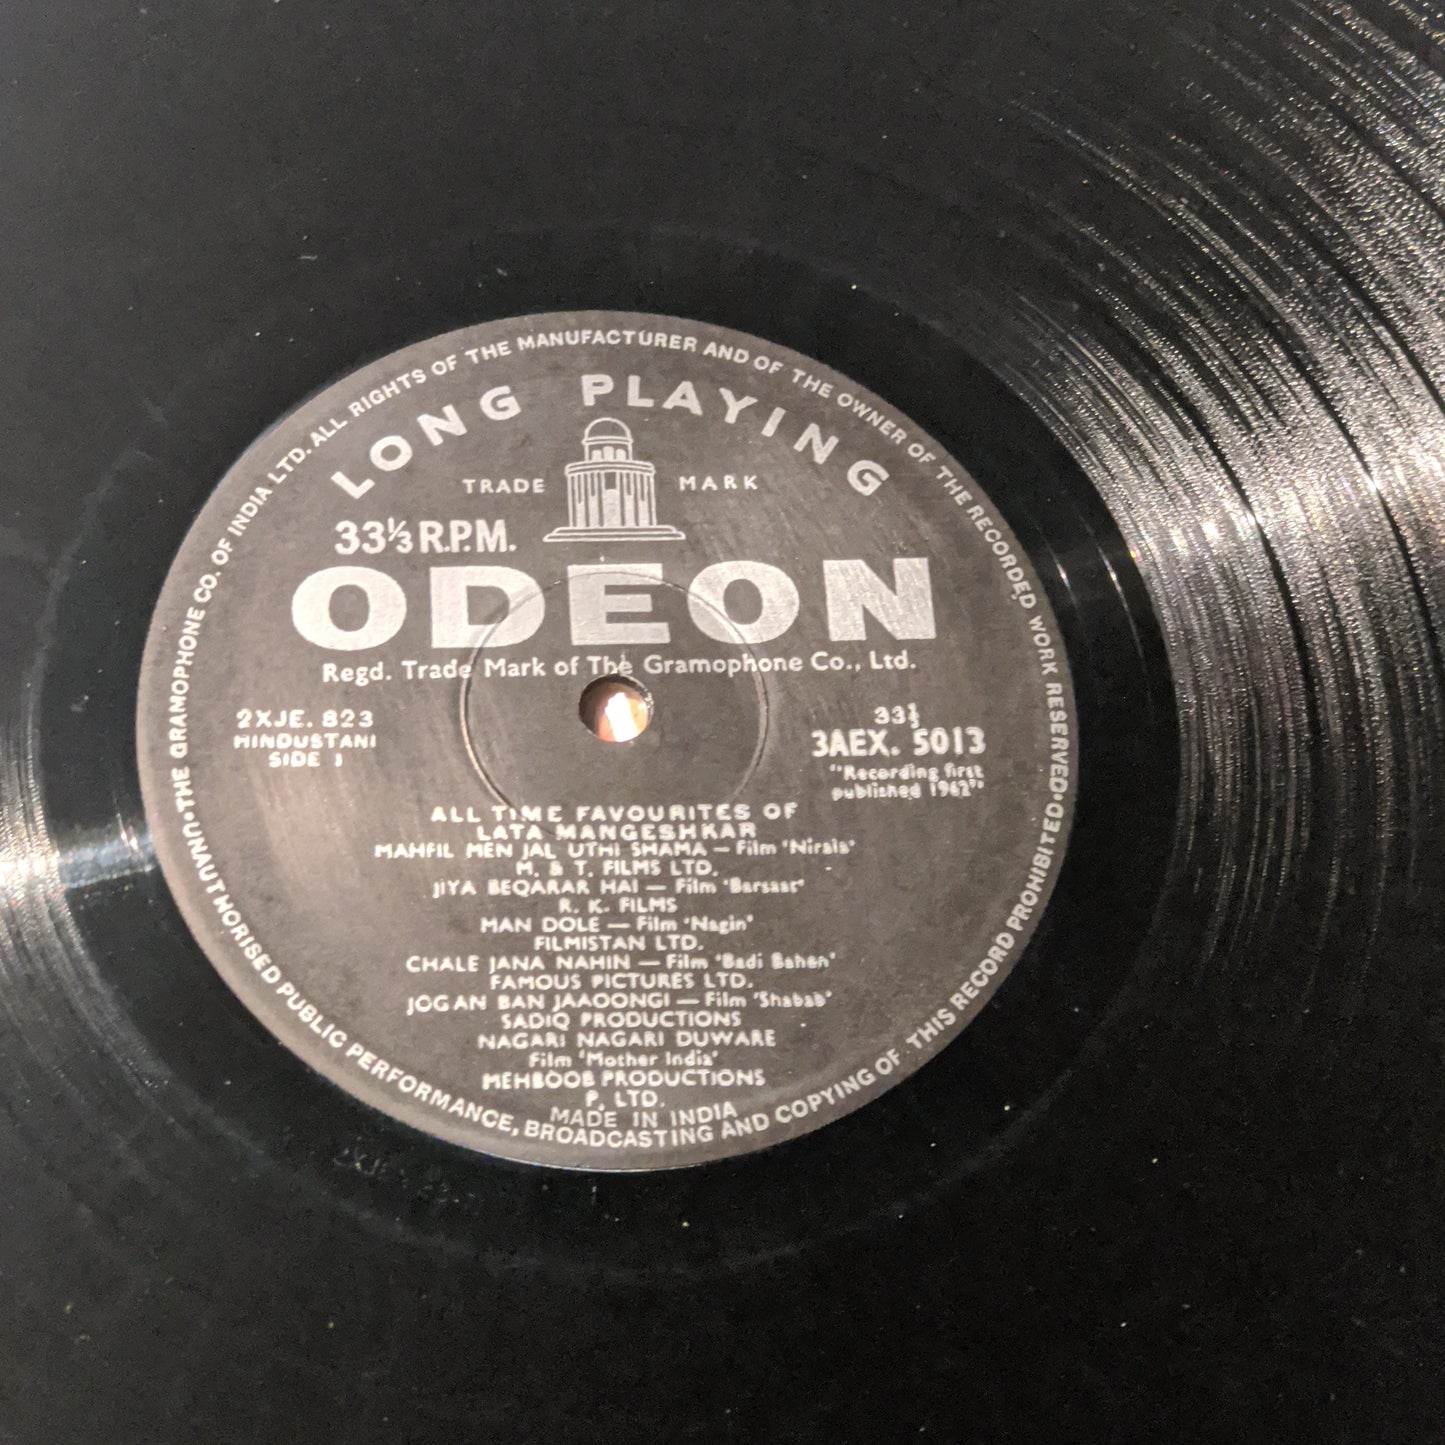 THE GRAMOPHONE CO. OF INDIA LTD. ALL RIGHTS OF THE MANUFACTURER AND OF THE OWNER OF THE RECORDED WORK RESERVED•
UNAUTHORISED PUBLIC PERFORMANCE, BROADCASTING AND COPYING OF THIS RECORD PROHIBITED•
LONG PLAYING
TRADE MARK
33⅓ R.P.M.
ODEON
Regd. Trade Mark of The Gramophone Co., Ltd.
2XJE. 823
HINDUSTANI
SIDE 1
33⅓
3AEX. 5013
"Recording first
published 1962"
ALL TIME FAVOURITES OF
LATA MANGESHKAR
MAHFIL MEN JAL UTHI SHAMA — Film 'Nirala'
M. & T. FILMS LTD.
JIYA BEQARAR HAI — Film 'Barsaat'
R. K. FILMS
MAN DOLE — Film 'Nagin'
FILMISTAN LTD.
CHALE JANA NAHIN — Film 'Badi Bahen'
FAMOUS PICTURES LTD.
JOGAN BAN JAAOONGI — Film 'Shabab'
SADIQ PRODUCTIONS
NAGARI NAGARI DUWARE
Film 'Mother India'
MEHBOOB PRODUCTIONS
P. LTD.
MADE IN INDIA